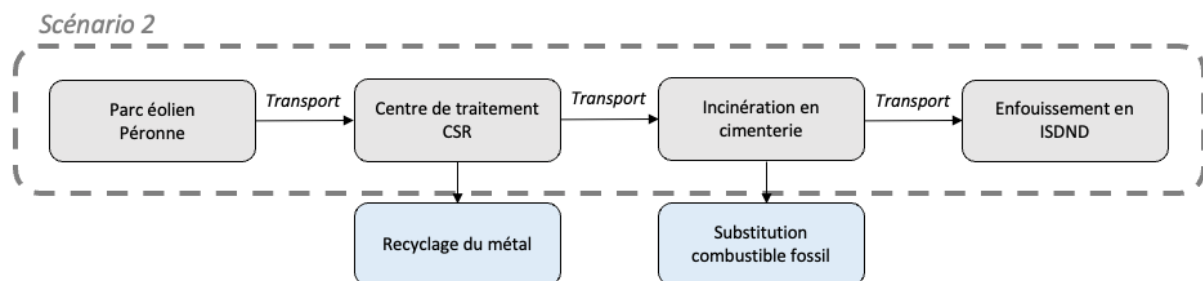 Scénario 2
Parc éolien
Péronne
Transport
Centre de traitement
CSR
Transport
Incinération en
cimenterie
Transport
Enfouissement en
ISDND
Recyclage du métal
Substitution
combustible fossil